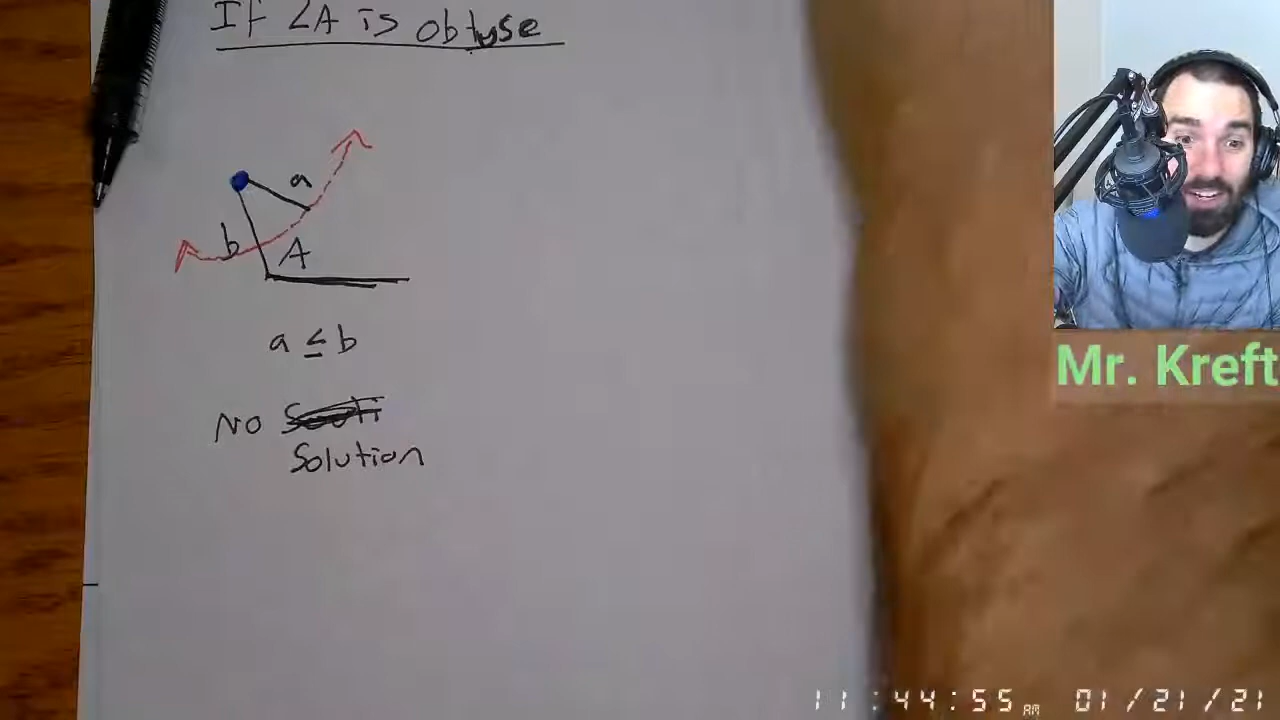 If ∠A is obtuse
a
b
A
a ≤ b
No
Solution
Mr. Kreft
11:44:55 AM 01/21/21